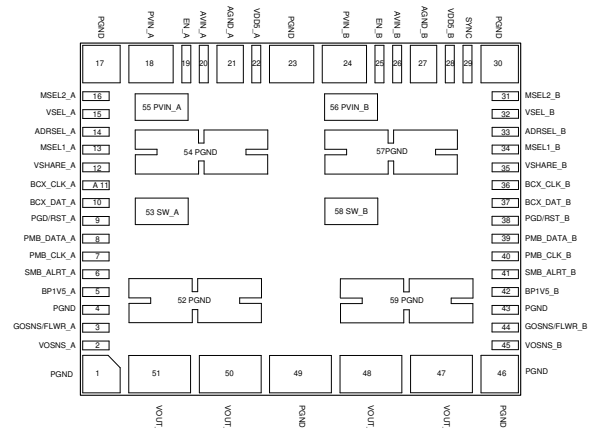 PGND PVIN_A EN_A AVIN_A AGND_A VDD5_A PGND PVIN_B EN_B AVIN_B AGND_B VDD5_B SYNC PGND
17 18 19 20 21 22 23 24 25 26 27 28 29 30
MSEL2_A 16 31 MSEL2_B
55 PVIN_A 56 PVIN_B
VSEL_A 15 32 VSEL_B
ADRSEL_A 14 33 ADRSEL_B
MSEL1_A 13 34 MSEL1_B
54 PGND 57PGND
VSHARE_A 12 35 VSHARE_B
BCX_CLK_A A 11 36 BCX_CLK_B
BCX_DAT_A 10 37 BCX_DAT_B
53 SW_A 58 SW_B
PGD/RST_A 9 38 PGD/RST_B
PMB_DATA_A 8 39 PMB_DATA_B
PMB_CLK_A 7 40 PMB_CLK_B
SMB_ALRT_A 6 41 SMB_ALRT_B
BP1V5_A 5 42 BP1V5_B
52 PGND 59 PGND
PGND 4 43 PGND
GOSNS/FLWR_A 3 44 GOSNS/FLWR_B
VOSNS_A 2 45 VOSNS_B
PGND 1 51 50 49 48 47 46 PGND
VOUT_ VOUT_ PGND VOUT_ VOUT_ PGND